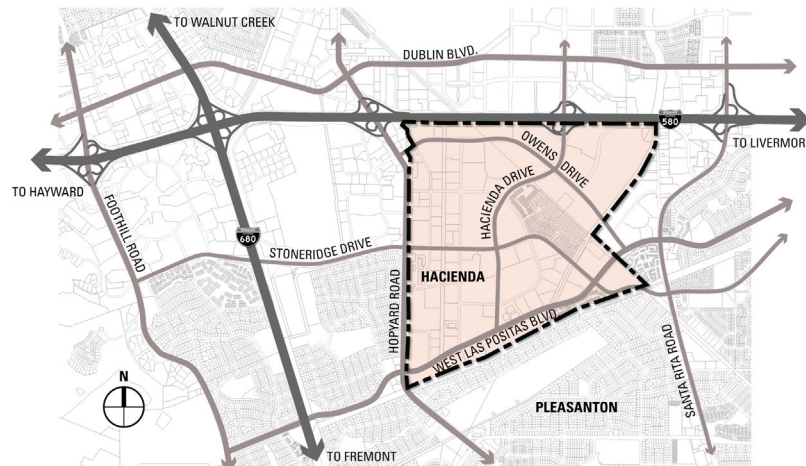 TO WALNUT CREEK
DUBLIN BLVD.
580
TO LIVERMOR
TO HAYWARD
OWENS DRIVE
HACIENDA DRIVE
FOOTHILL ROAD
680
STONERIDGE DRIVE
HACIENDA
HOPYARD ROAD
WEST LAS POSITAS BLVD.
SANTA RITA ROAD
N
PLEASANTON
TO FREMONT